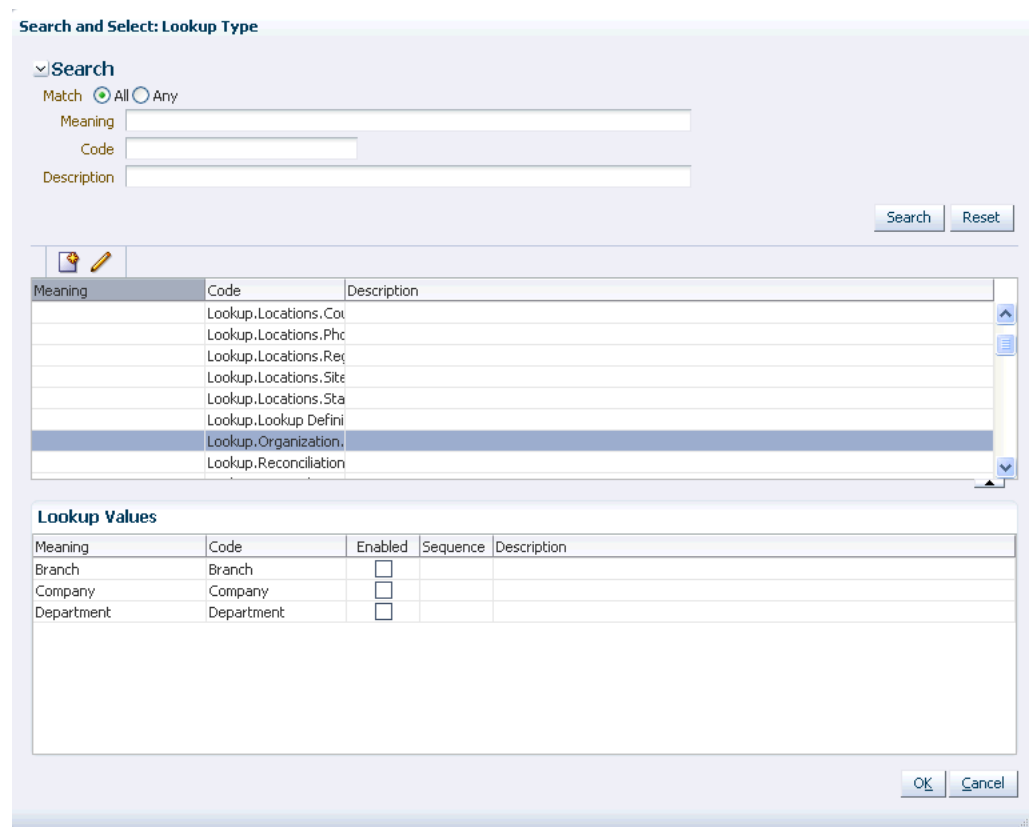 Search and Select: Lookup Type
Search
Match All Any
Meaning
Code
Description
Search Reset
Meaning Code Description
Lookup.Locations.Cou
Lookup.Locations.Pho
Lookup.Locations.Reg
Lookup.Locations.Site
Lookup.Locations.Sta
Lookup.Lookup Defini
Lookup.Organization.
Lookup.Reconciliation
Lookup Values
Meaning Code Enabled Sequence Description
Branch Branch
Company Company
Department Department
OK Cancel